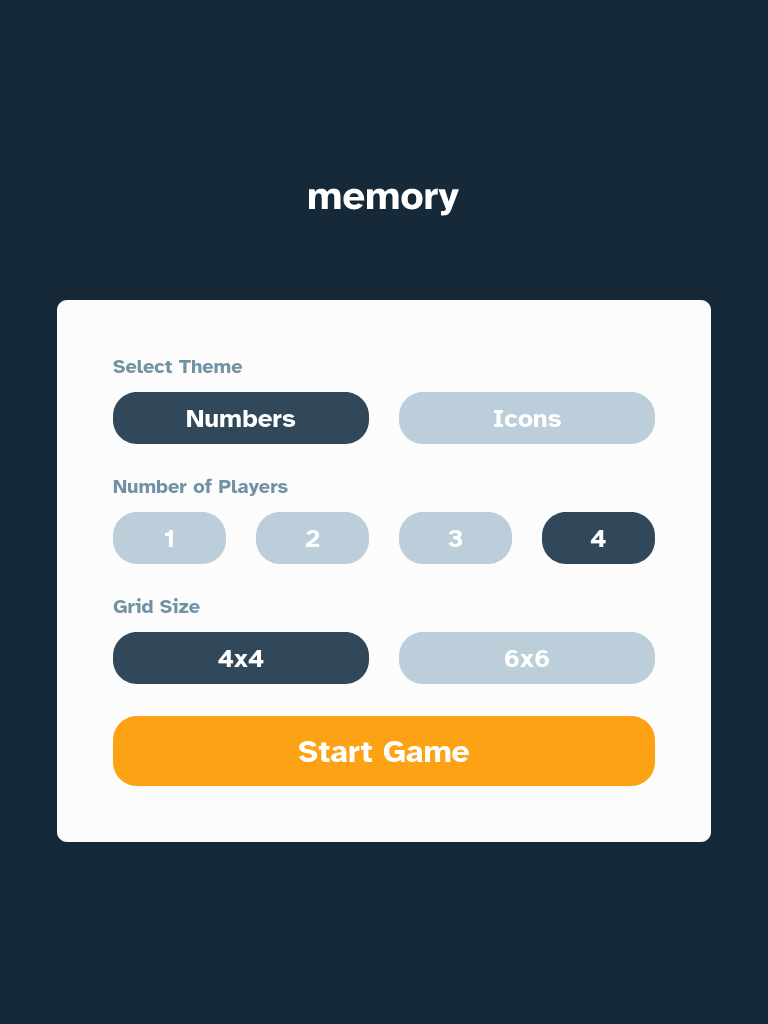 memory
Select Theme
Numbers Icons
Number of Players
1 2 3 4
Grid Size
4x4 6x6
Start Game